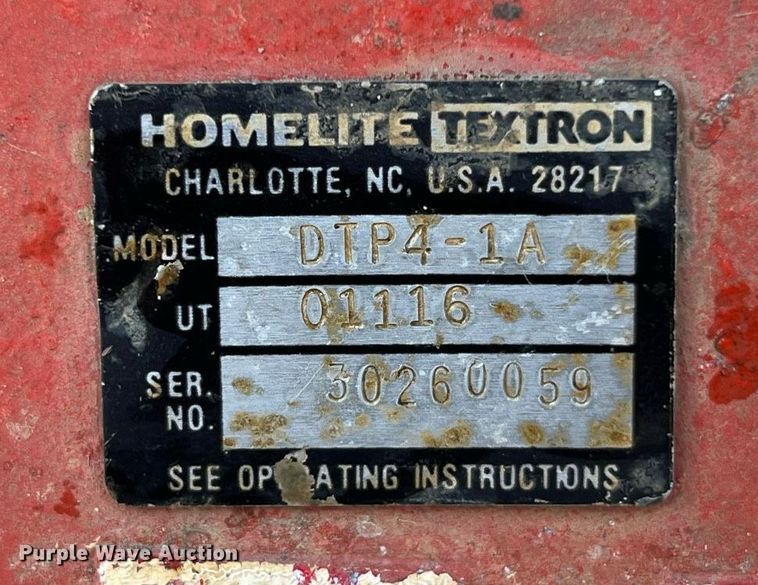 HOMELITE TEXTRON
CHARLOTTE, NC, U.S.A. 28217
MODEL DTP4-1A
UT 01116
SER. NO. 30260059
SEE OPERATING INSTRUCTIONS
Purple Wave Auction